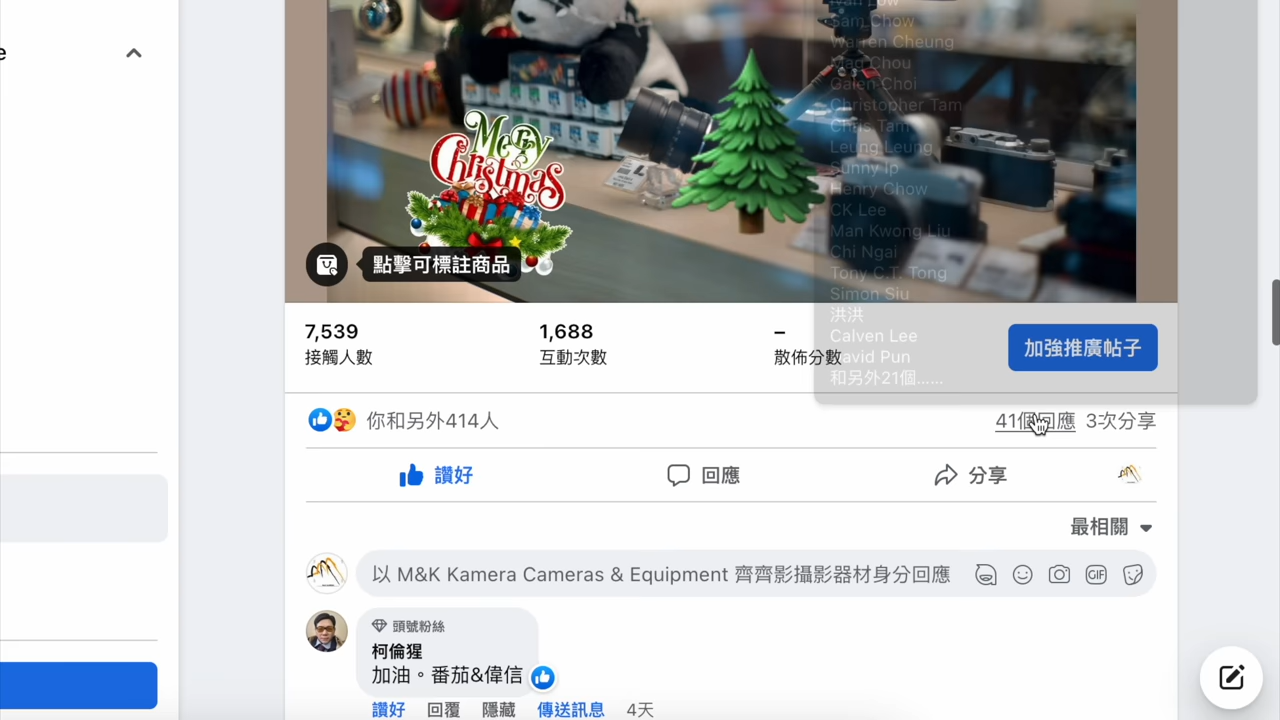 Sam Chow
Warren Cheung
Mag Chou
Galen Choi
Christopher Tam
Chris Tam
Leung Leung
Sunny Ip
Henry Chow
CK Lee
Man Kwong Liu
Chi Ngai
Tony C.T. Tong
Simon Siu
洪洪
Calven Lee
David Pun
和另外21個......
Merry
Christmas
點擊可標註商品
7,539
接觸人數
1,688
互動次數
–
散佈分數
加強推廣帖子
你和另外414人
41個回應 3次分享
讚好
回應
分享
最相關
以 M&K Kamera Cameras & Equipment 齊齊影攝影器材身分回應
GIF
頭號粉絲
柯倫猩
加油。番茄&偉信
讚好 回覆 隱藏 傳送訊息 4天